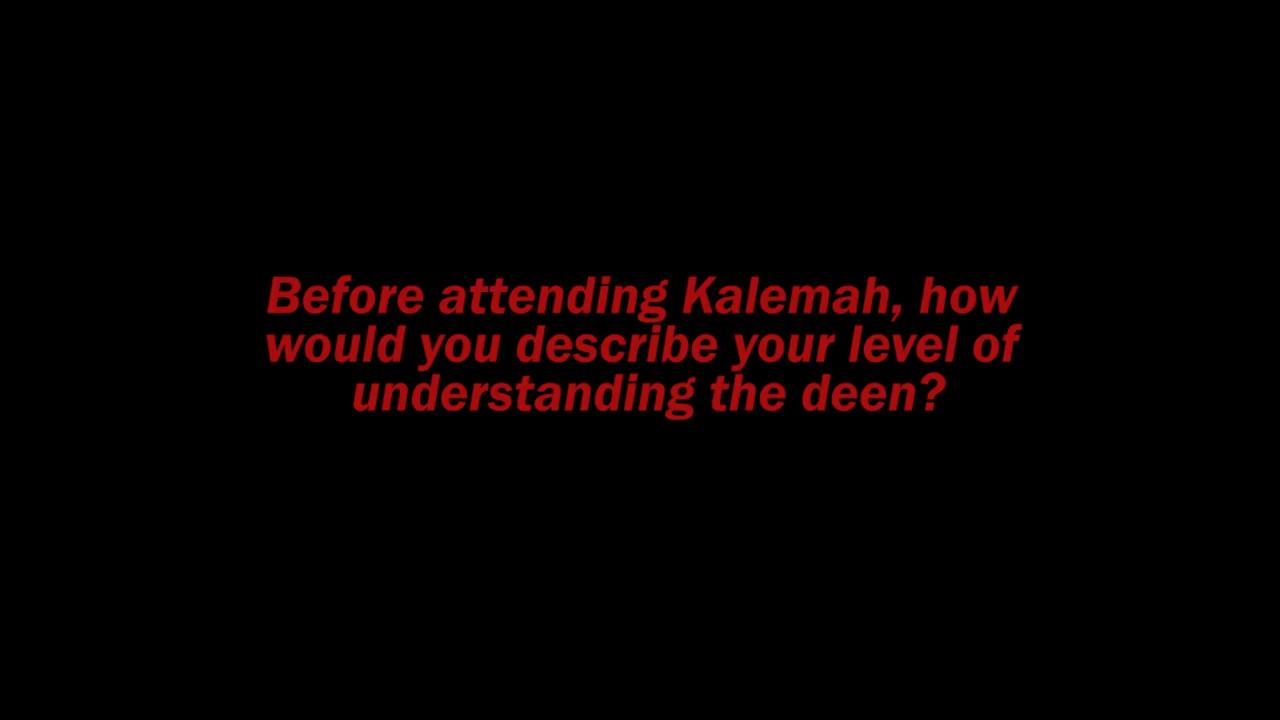 Before attending Kalemah, how
would you describe your level of
understanding the deen?